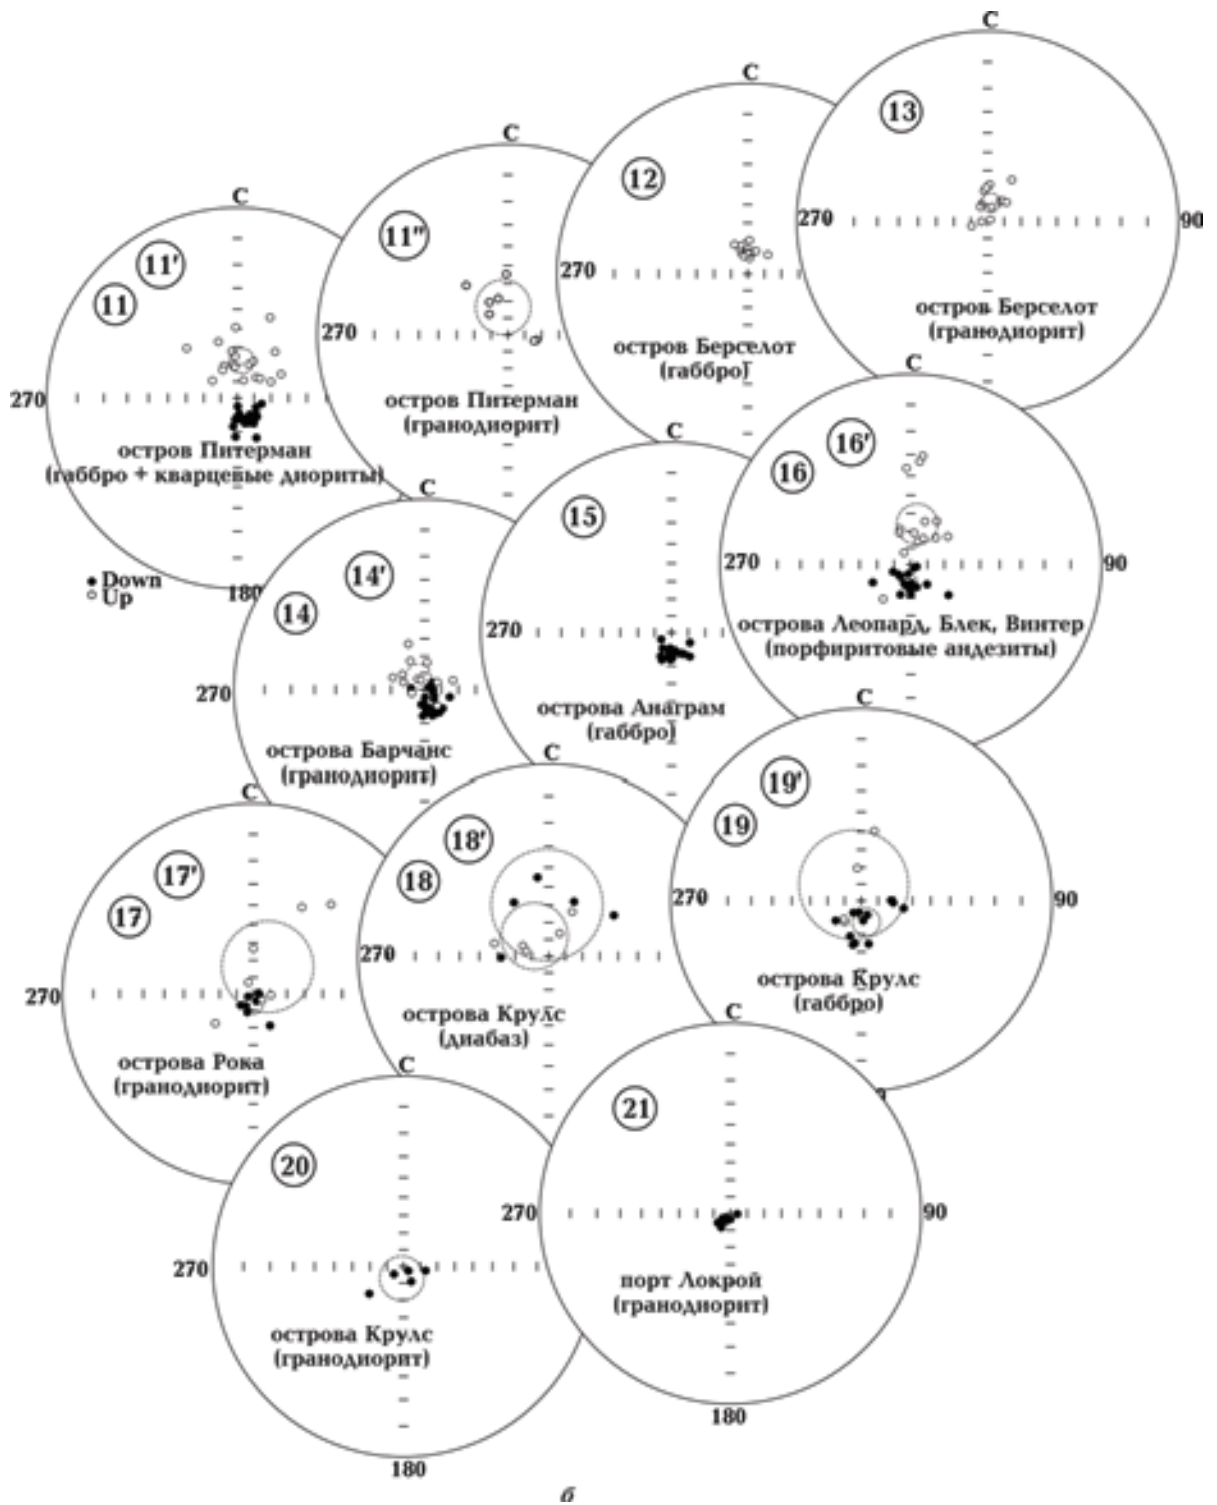 С
13
270
90
остров Берселот
(гранодиорит)
С
12
270
остров Берселот
(габбро)
С
11"
270
остров Питерман
(гранодиорит)
С
11'
11
270
остров Питерман
(габбро + кварцевые диориты)
180
Down
Up
С
16'
16
270
90
острова Леопард, Блек, Винтер
(порфиритовые андезиты)
С
15
270
острова Анаграм
(габбро)
С
14'
14
270
острова Барчанс
(гранодиорит)
С
19'
19
270
90
острова Крулс
(габбро)
С
18'
18
270
острова Крулс
(диабаз)
С
17'
17
270
острова Рока
(гранодиорит)
С
21
270
90
порт Локрой
(гранодиорит)
180
С
20
270
острова Крулс
(гранодиорит)
180
б